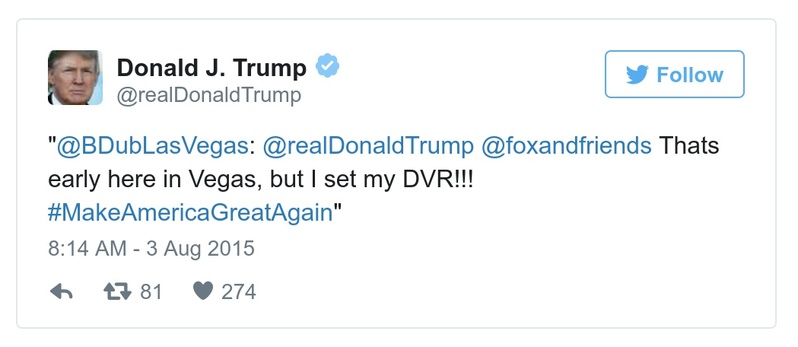 Donald J. Trump
@realDonaldTrump
Follow
"@BDubLasVegas: @realDonaldTrump @foxandfriends Thats
early here in Vegas, but I set my DVR!!!
#MakeAmericaGreatAgain"
8:14 AM - 3 Aug 2015
81 274